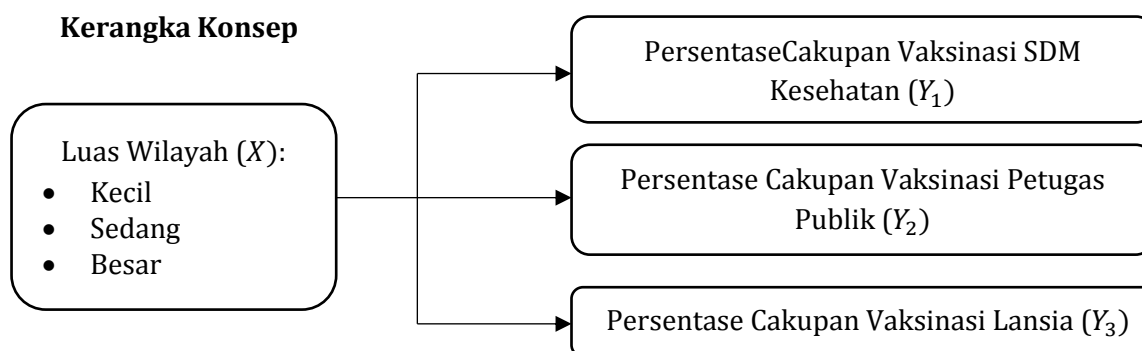 Kerangka Konsep
Luas Wilayah (X):
• Kecil
• Sedang
• Besar
PersentaseCakupan Vaksinasi SDM
Kesehatan (Y₁)
Persentase Cakupan Vaksinasi Petugas
Publik (Y₂)
Persentase Cakupan Vaksinasi Lansia (Y₃)